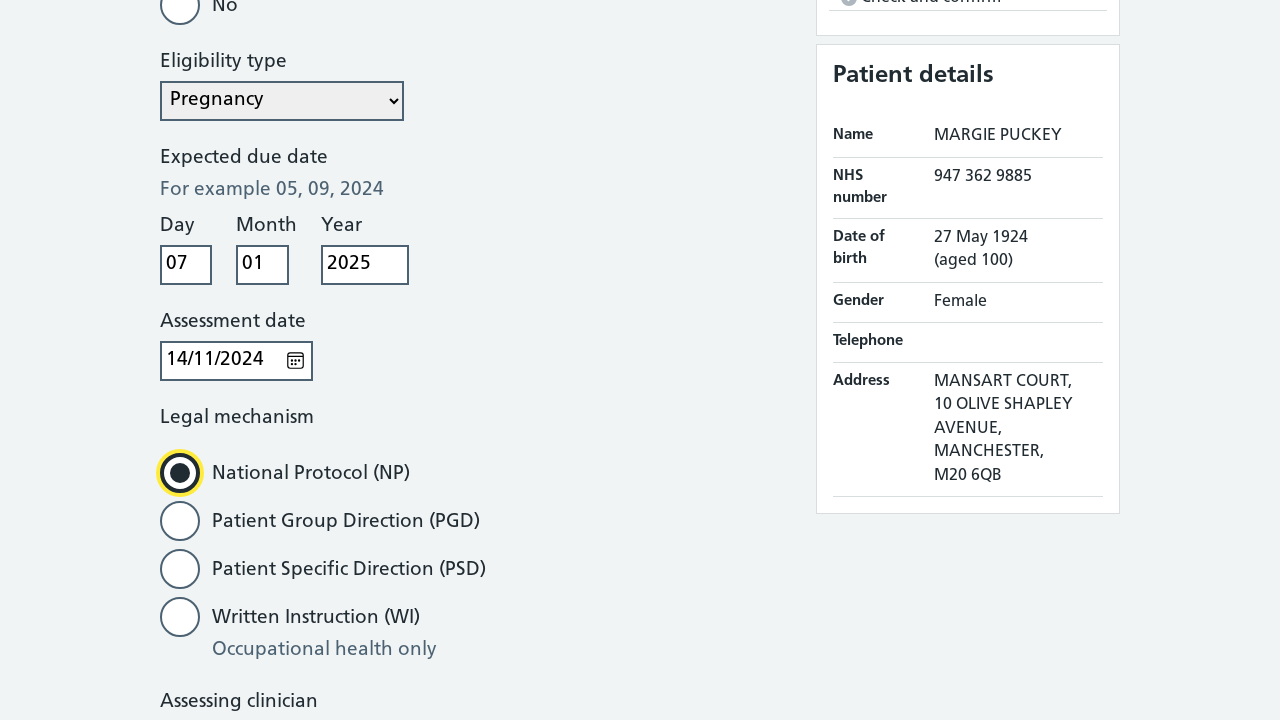 No
Eligibility type
Pregnancy
Expected due date
For example 05, 09, 2024
Day Month Year
07 01 2025
Assessment date
14/11/2024
Legal mechanism
National Protocol (NP)
Patient Group Direction (PGD)
Patient Specific Direction (PSD)
Written Instruction (WI)
Occupational health only
Assessing clinician
Check and confirm
Patient details
Name MARGIE PUCKEY
NHS number 947 362 9885
Date of birth 27 May 1924
(aged 100)
Gender Female
Telephone
Address MANSART COURT,
10 OLIVE SHAPLEY
AVENUE,
MANCHESTER,
M20 6QB